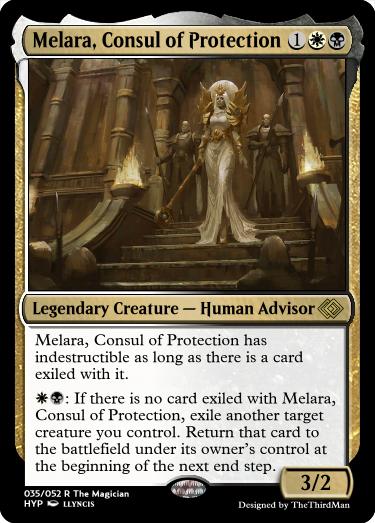 Melara, Consul of Protection 1
Legendary Creature — Human Advisor
Melara, Consul of Protection has
indestructible as long as there is a card
exiled with it.
: If there is no card exiled with Melara,
Consul of Protection, exile another target
creature you control. Return that card to
the battlefield under its owner's control at
the beginning of the next end step.
3/2
035/052 R The Magician
HYP LLYNCIS
Designed by TheThirdMan